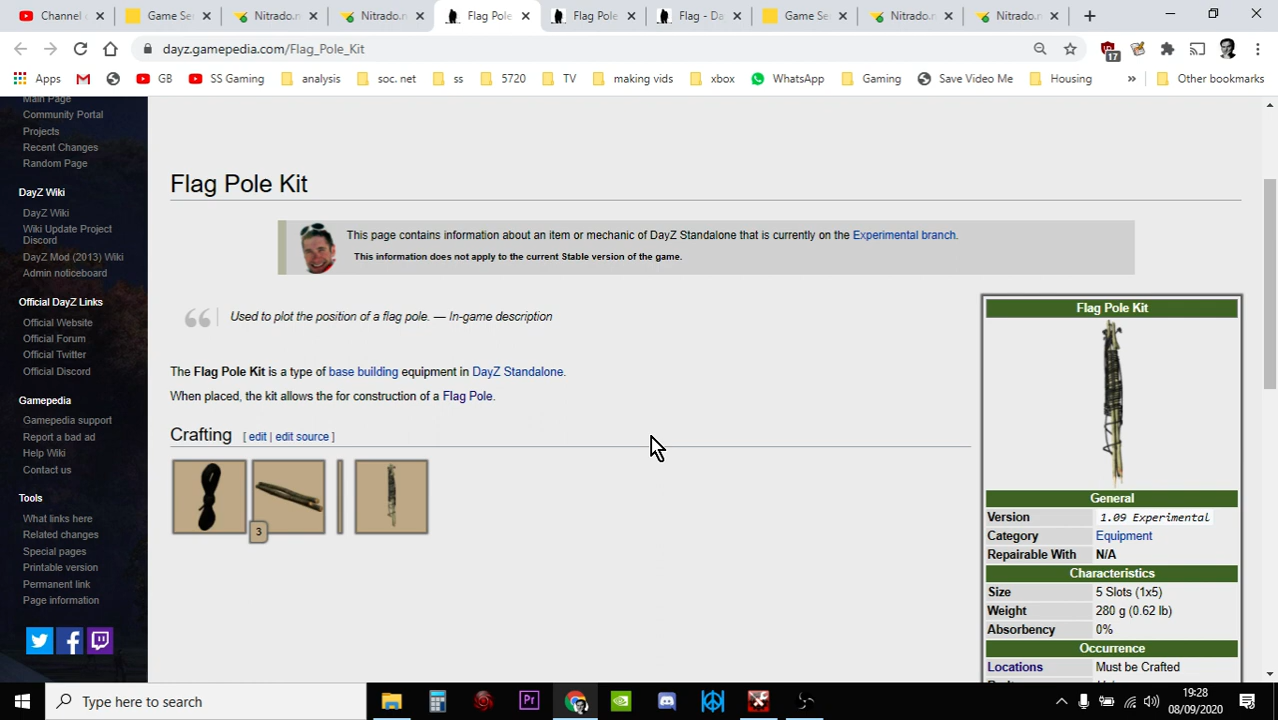 Channel c
Game Se
Nitrado.n
Nitrado.n
Flag Pole
Flag Pole
Flag - Da
Game Se
Nitrado.n
Nitrado.n
dayz.gamepedia.com/Flag_Pole_Kit
17
Apps
GB
SS Gaming
analysis
soc. net
ss
5720
TV
making vids
xbox
WhatsApp
Gaming
Save Video Me
Housing
»
Other bookmarks
Main Page
Community Portal
Projects
Recent Changes
Random Page
DayZ Wiki
DayZ Wiki
Wiki Update Project
Discord
DayZ Mod (2013) Wiki
Admin noticeboard
Official DayZ Links
Official Website
Official Forum
Official Twitter
Official Discord
Gamepedia
Gamepedia support
Report a bad ad
Help Wiki
Contact us
Tools
What links here
Related changes
Special pages
Printable version
Permanent link
Page information
Flag Pole Kit
This page contains information about an item or mechanic of DayZ Standalone that is currently on the Experimental branch.
This information does not apply to the current Stable version of the game.
Used to plot the position of a flag pole. — In-game description
The Flag Pole Kit is a type of base building equipment in DayZ Standalone.
When placed, the kit allows the for construction of a Flag Pole.
Crafting [ edit | edit source ]
3
Flag Pole Kit
General
Version 1.09 Experimental
Category Equipment
Repairable With N/A
Characteristics
Size 5 Slots (1x5)
Weight 280 g (0.62 lb)
Absorbency 0%
Occurrence
Locations Must be Crafted
Type here to search
Pr
19:28
08/09/2020